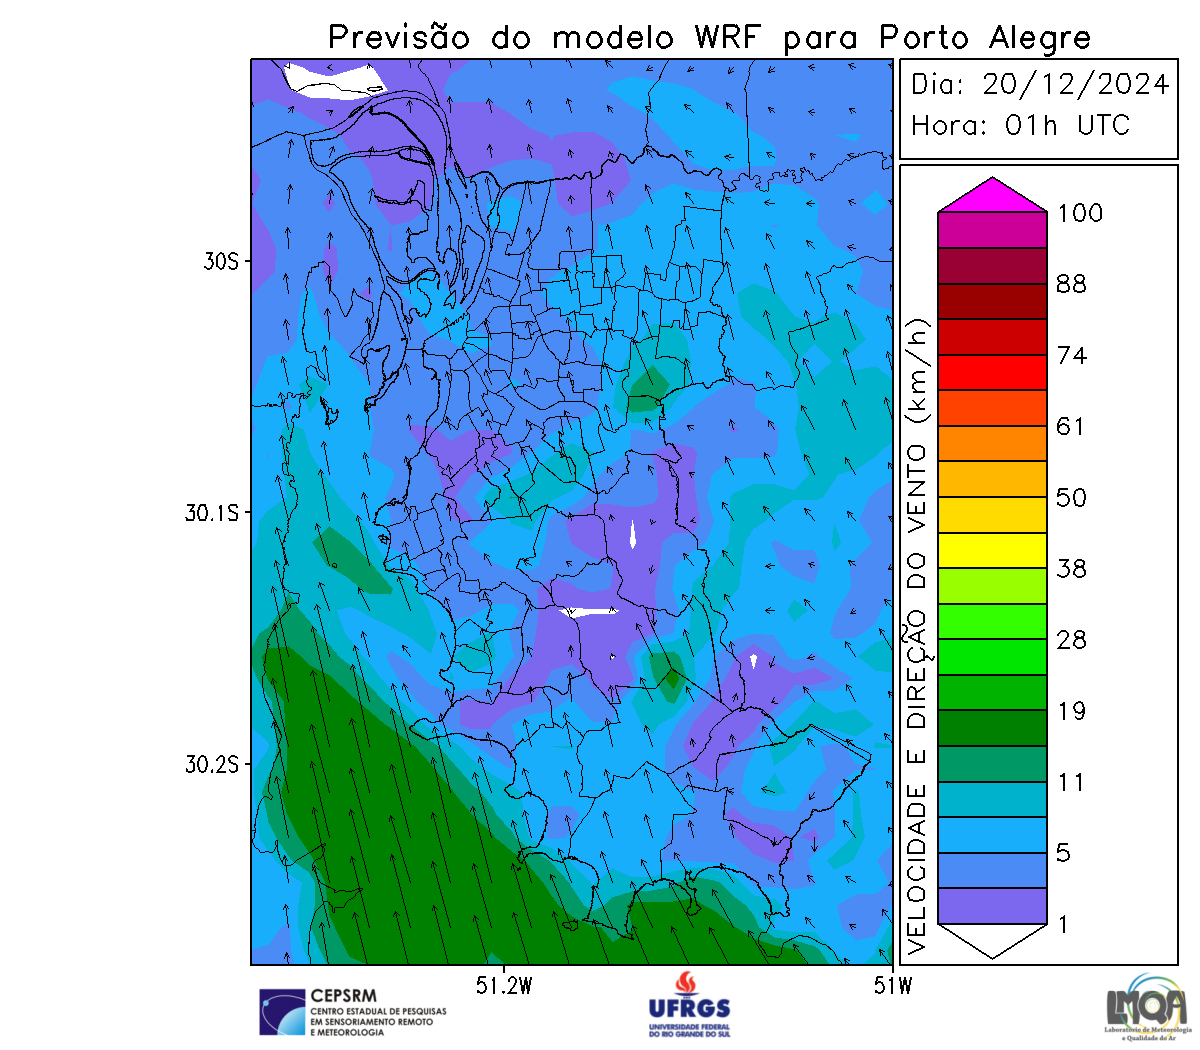 Previsão do modelo WRF para Porto Alegre
Dia: 20/12/2024
Hora: 01h UTC
30S
30.1S
30.2S
51.2W
51W
VELOCIDADE E DIREÇÃO DO VENTO (km/h)
100
88
74
61
50
38
28
19
11
5
1
CEPSRM
CENTRO ESTADUAL DE PESQUISAS
EM SENSORIAMENTO REMOTO
E METEOROLOGIA
UFRGS
UNIVERSIDADE FEDERAL
DO RIO GRANDE DO SUL
LMQA
Laboratório de Meteorologia
e Qualidade do Ar